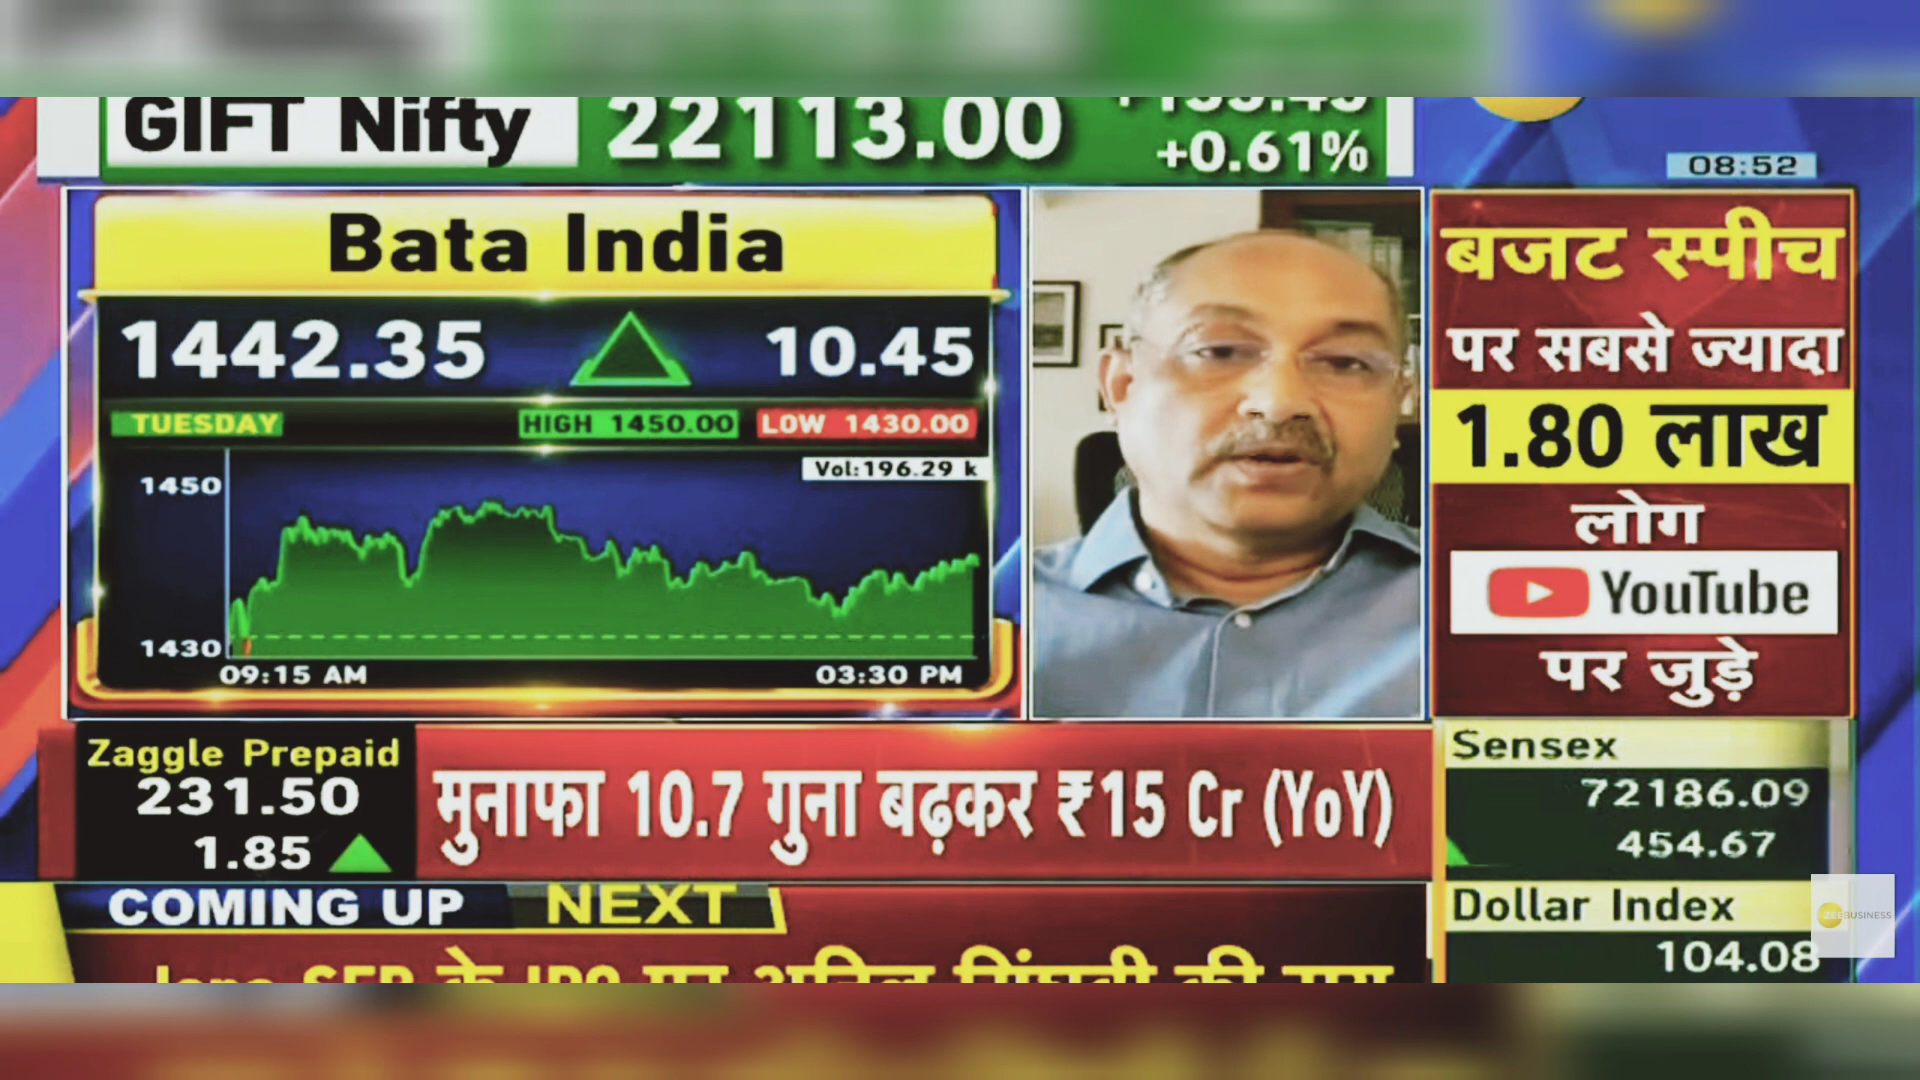 GIFT Nifty
22113.00
+0.61%
08:52
Bata India
1442.35
10.45
TUESDAY
HIGH 1450.00
LOW 1430.00
Vol:196.29 k
1450
1430
09:15 AM
03:30 PM
बजट स्पीच
पर सबसे ज्यादा
1.80 लाख
लोग
YouTube
पर जुड़े
Zaggle Prepaid
231.50
1.85
मुनाफा 10.7 गुना बढ़कर ₹15 Cr (YoY)
Sensex
72186.09
454.67
COMING UP
NEXT
Dollar Index
104.08
ZEEBUSINESS